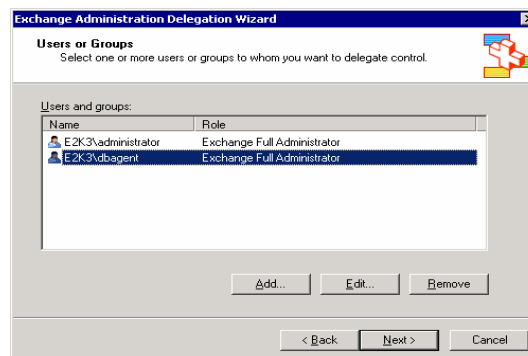 Exchange Administration Delegation Wizard
Users or Groups
Select one or more users or groups to whom you want to delegate control.
Users and groups:
Name Role
E2K3\administrator Exchange Full Administrator
E2K3\dbagent Exchange Full Administrator
Add... Edit... Remove
< Back Next > Cancel